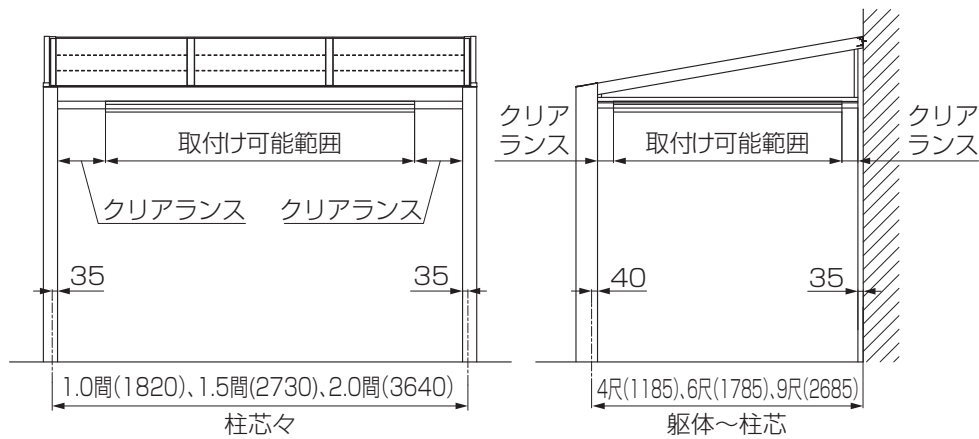 取付け可能範囲
クリアランス
クリアランス
35
35
1.0間(1820)、1.5間(2730)、2.0間(3640)
柱芯々
クリア
ランス
取付け可能範囲
クリア
ランス
40
35
4尺(1185)、6尺(1785)、9尺(2685)
躯体～柱芯